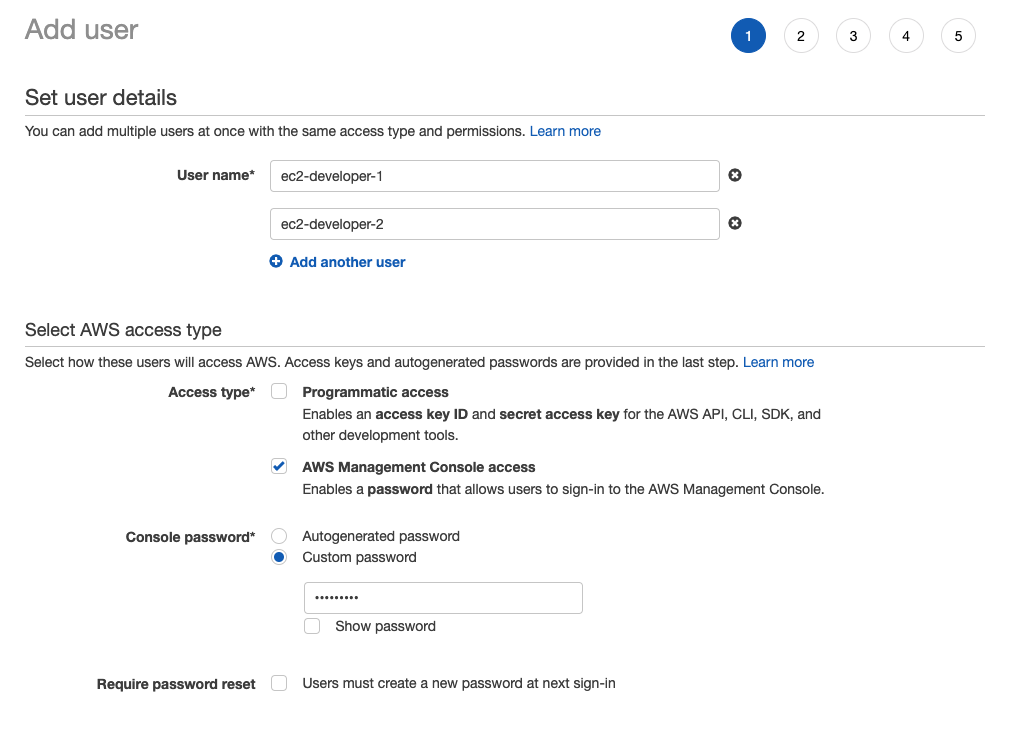 Add user
1 2 3 4 5
Set user details
You can add multiple users at once with the same access type and permissions. Learn more
User name* ec2-developer-1
ec2-developer-2
Add another user
Select AWS access type
Select how these users will access AWS. Access keys and autogenerated passwords are provided in the last step. Learn more
Access type* Programmatic access
Enables an access key ID and secret access key for the AWS API, CLI, SDK, and
other development tools.
AWS Management Console access
Enables a password that allows users to sign-in to the AWS Management Console.
Console password* Autogenerated password
Custom password
•••••••••
Show password
Require password reset Users must create a new password at next sign-in